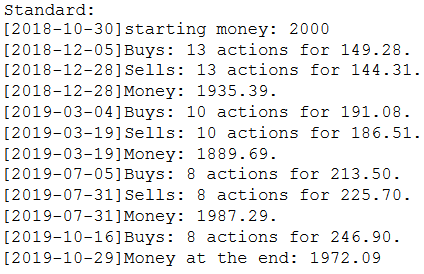 Standard:
[2018-10-30]starting money: 2000
[2018-12-05]Buys: 13 actions for 149.28.
[2018-12-28]Sells: 13 actions for 144.31.
[2018-12-28]Money: 1935.39.
[2019-03-04]Buys: 10 actions for 191.08.
[2019-03-19]Sells: 10 actions for 186.51.
[2019-03-19]Money: 1889.69.
[2019-07-05]Buys: 8 actions for 213.50.
[2019-07-31]Sells: 8 actions for 225.70.
[2019-07-31]Money: 1987.29.
[2019-10-16]Buys: 8 actions for 246.90.
[2019-10-29]Money at the end: 1972.09